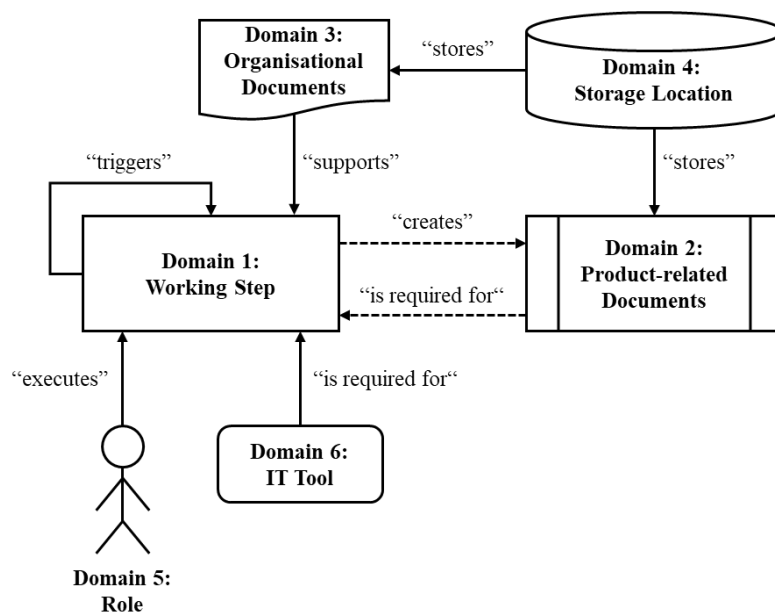 Domain 3:
Organisational
Documents
“stores”
Domain 4:
Storage Location
“triggers”
“supports”
“stores”
Domain 1:
Working Step
“creates”
“is required for“
Domain 2:
Product-related
Documents
“executes”
“is required for“
Domain 6:
IT Tool
Domain 5:
Role